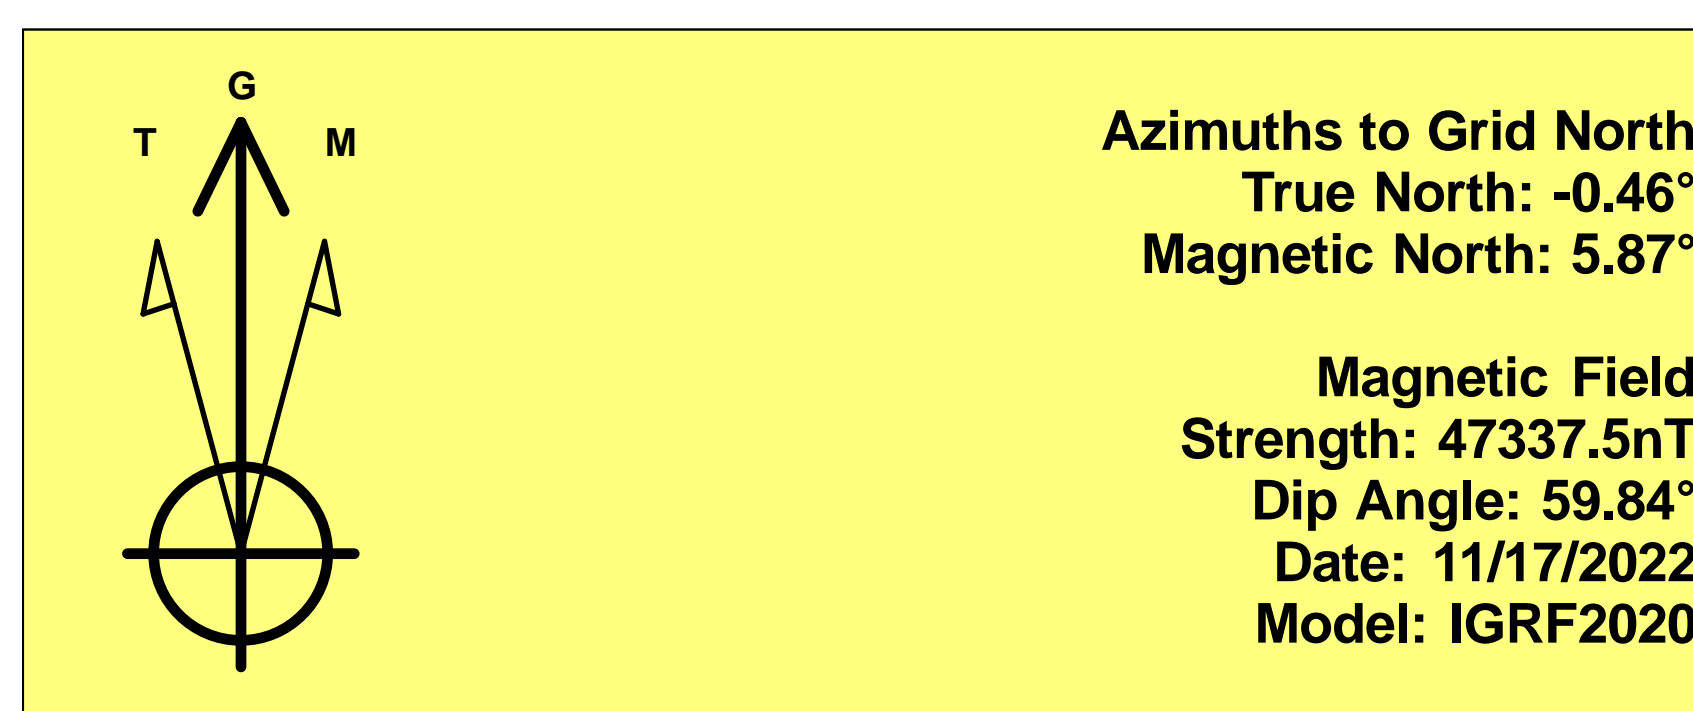 G
T M
Azimuths to Grid North
True North: -0.46°
Magnetic North: 5.87°
Magnetic Field
Strength: 47337.5nT
Dip Angle: 59.84°
Date: 11/17/2022
Model: IGRF2020